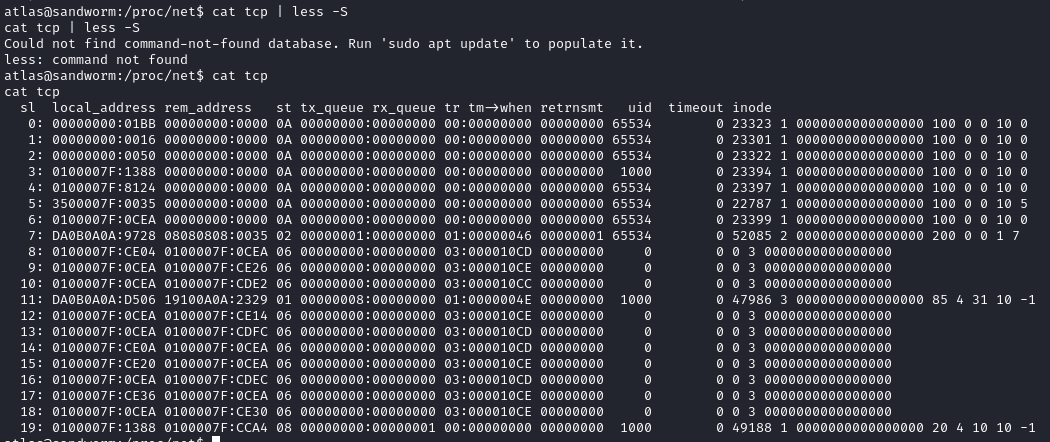 atlas@sandworm:/proc/net$ cat tcp | less -S
cat tcp | less -S
Could not find command-not-found database. Run 'sudo apt update' to populate it.
less: command not found
atlas@sandworm:/proc/net$ cat tcp
cat tcp
  sl  local_address rem_address   st tx_queue rx_queue tr tm->when retrnsmt   uid  timeout inode
   0: 00000000:01BB 00000000:0000 0A 00000000:00000000 00:00000000 00000000 65534        0 23323 1 0000000000000000 100 0 0 10 0
   1: 00000000:0016 00000000:0000 0A 00000000:00000000 00:00000000 00000000 65534        0 23301 1 0000000000000000 100 0 0 10 0
   2: 00000000:0050 00000000:0000 0A 00000000:00000000 00:00000000 00000000 65534        0 23322 1 0000000000000000 100 0 0 10 0
   3: 0100007F:1388 00000000:0000 0A 00000000:00000000 00:00000000 00000000  1000        0 23394 1 0000000000000000 100 0 0 10 0
   4: 0100007F:8124 00000000:0000 0A 00000000:00000000 00:00000000 00000000 65534        0 23397 1 0000000000000000 100 0 0 10 0
   5: 3500007F:0035 00000000:0000 0A 00000000:00000000 00:00000000 00000000 65534        0 22787 1 0000000000000000 100 0 0 10 5
   6: 0100007F:0CEA 00000000:0000 0A 00000000:00000000 00:00000000 00000000 65534        0 23399 1 0000000000000000 100 0 0 10 0
   7: DA0B0A0A:9728 08080808:0035 02 00000001:00000000 01:00000046 00000001 65534        0 52085 2 0000000000000000 200 0 0 1 7
   8: 0100007F:CE04 0100007F:0CEA 06 00000000:00000000 03:000010CD 00000000     0        0 0 3 0000000000000000
   9: 0100007F:0CEA 0100007F:CE26 06 00000000:00000000 03:000010CE 00000000     0        0 0 3 0000000000000000
  10: 0100007F:0CEA 0100007F:CDE2 06 00000000:00000000 03:000010CC 00000000     0        0 0 3 0000000000000000
  11: DA0B0A0A:D506 19100A0A:2329 01 00000008:00000000 01:0000004E 00000000  1000        0 47986 3 0000000000000000 85 4 31 10 -1
  12: 0100007F:0CEA 0100007F:CE14 06 00000000:00000000 03:000010CE 00000000     0        0 0 3 0000000000000000
  13: 0100007F:0CEA 0100007F:CDFC 06 00000000:00000000 03:000010CD 00000000     0        0 0 3 0000000000000000
  14: 0100007F:CE0A 0100007F:0CEA 06 00000000:00000000 03:000010CD 00000000     0        0 0 3 0000000000000000
  15: 0100007F:CE20 0100007F:0CEA 06 00000000:00000000 03:000010CE 00000000     0        0 0 3 0000000000000000
  16: 0100007F:0CEA 0100007F:CDEC 06 00000000:00000000 03:000010CD 00000000     0        0 0 3 0000000000000000
  17: 0100007F:CE36 0100007F:0CEA 06 00000000:00000000 03:000010CE 00000000     0        0 0 3 0000000000000000
  18: 0100007F:0CEA 0100007F:CE30 06 00000000:00000000 03:000010CE 00000000     0        0 0 3 0000000000000000
  19: 0100007F:1388 0100007F:CCA4 08 00000000:00000001 00:00000000 00000000  1000        0 49188 1 0000000000000000 20 4 10 10 -1
atlas@sandworm:/proc/net$